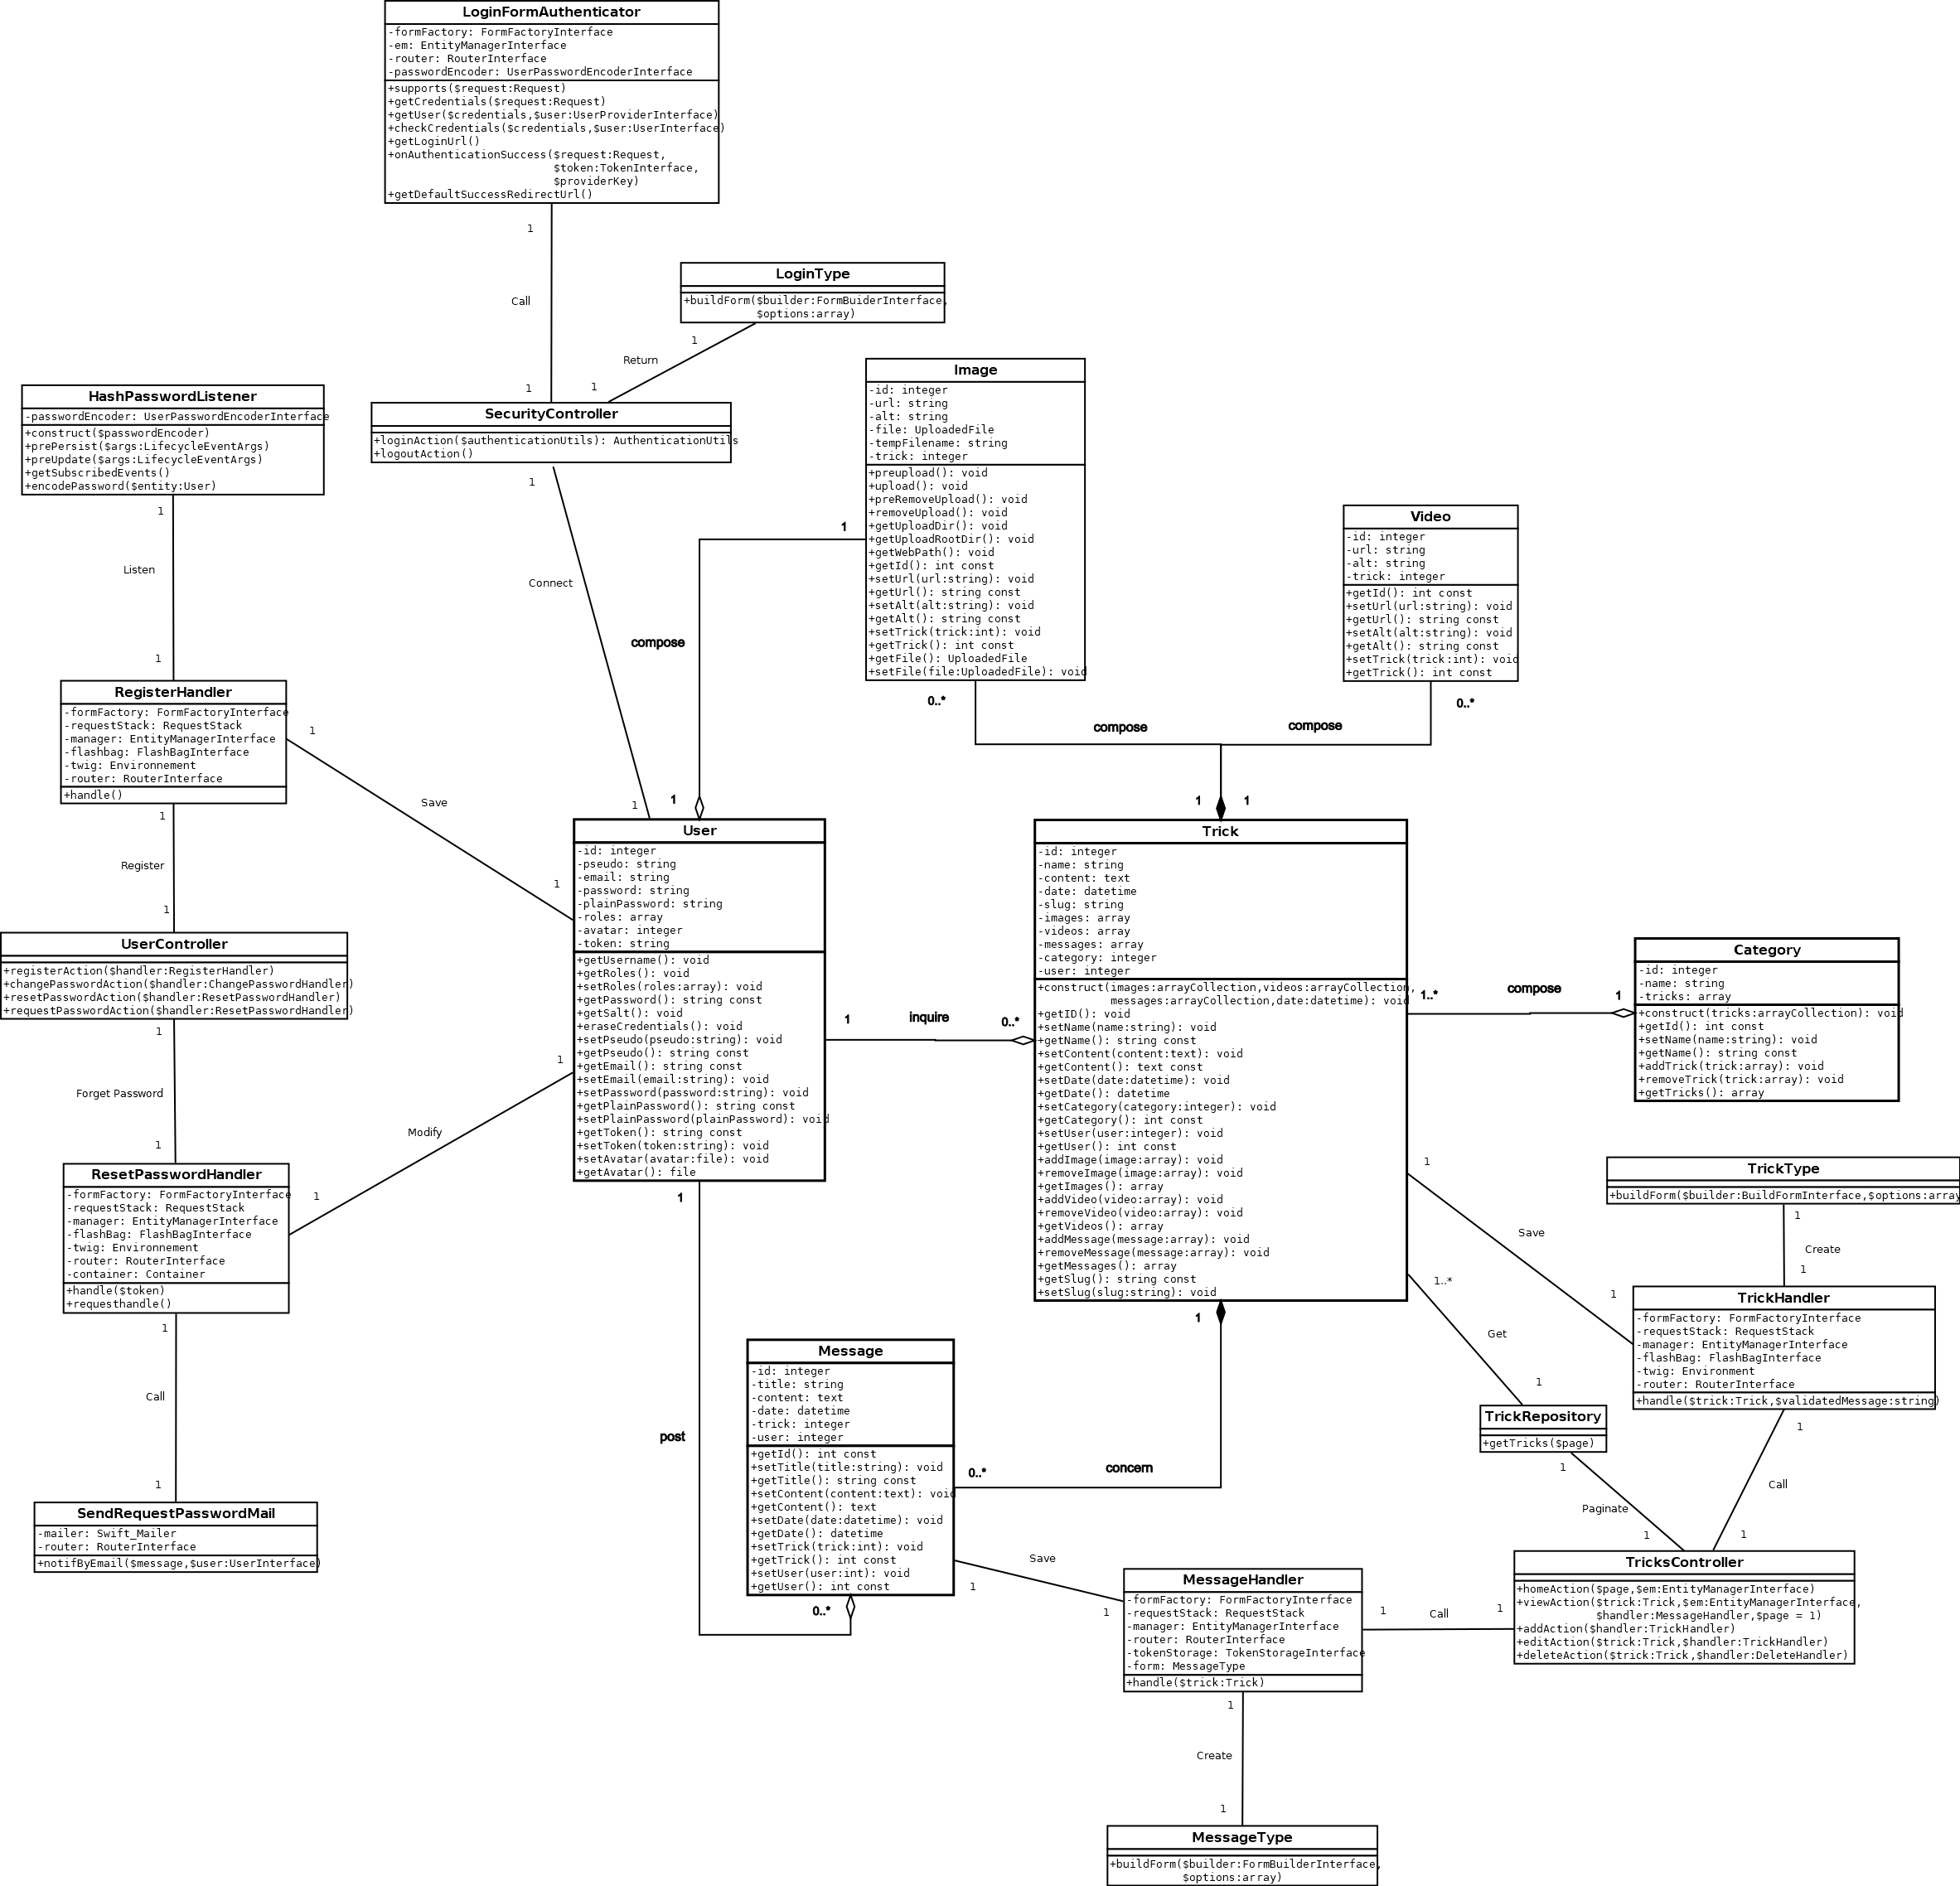 LoginFormAuthenticator
-formFactory: FormFactoryInterface
-em: EntityManagerInterface
-router: RouterInterface
-passwordEncoder: UserPasswordEncoderInterface
+supports($request:Request)
+getCredentials($request:Request)
+getUser($credentials,$user:UserProviderInterface)
+checkCredentials($credentials,$user:UserInterface)
+getLoginUrl()
+onAuthenticationSuccess($request:Request,
$token:TokenInterface,
$providerKey)
+getDefaultSuccessRedirectUrl()
1
Call
1
LoginType
+buildForm($builder:FormBuiderInterface,
$options:array)
1
Return
1
HashPasswordListener
-passwordEncoder: UserPasswordEncoderInterface
+construct($passwordEncoder)
+prePersist($args:LifecycleEventArgs)
+preUpdate($args:LifecycleEventArgs)
+getSubscribedEvents()
+encodePassword($entity:User)
1
Listen
1
SecurityController
+loginAction($authenticationUtils): AuthenticationUtils
+logoutAction()
1
Connect
1
Image
-id: integer
-url: string
-alt: string
-file: UploadedFile
-tempFilename: string
-trick: integer
+preupload(): void
+upload(): void
+preRemoveUpload(): void
+removeUpload(): void
+getUploadDir(): void
+getUploadRootDir(): void
+getWebPath(): void
+getId(): int const
+setUrl(url:string): void
+getUrl(): string const
+setAlt(alt:string): void
+getAlt(): string const
+setTrick(trick:int): void
+getTrick(): int const
+getFile(): UploadedFile
+setFile(file:UploadedFile): void
1
compose
1
0..*
compose
1
Video
-id: integer
-url: string
-alt: string
-trick: integer
+getId(): int const
+setUrl(url:string): void
+getUrl(): string const
+setAlt(alt:string): void
+getAlt(): string const
+setTrick(trick:int): void
+getTrick(): int const
0..*
compose
1
RegisterHandler
-formFactory: FormFactoryInterface
-requestStack: RequestStack
-manager: EntityManagerInterface
-flashbag: FlashBagInterface
-twig: Environnement
-router: RouterInterface
+handle()
1
Save
1
1
Register
1
User
-id: integer
-pseudo: string
-email: string
-password: string
-plainPassword: string
-roles: array
-avatar: integer
-token: string
+getUsername(): void
+getRoles(): void
+setRoles(roles:array): void
+getPassword(): string const
+getSalt(): void
+eraseCredentials(): void
+setPseudo(pseudo:string): void
+getPseudo(): string const
+getEmail(): string const
+setEmail(email:string): void
+setPassword(password:string): void
+getPlainPassword(): string const
+setPlainPassword(plainPassword): void
+getToken(): string const
+setToken(token:string): void
+setAvatar(avatar:file): void
+getAvatar(): file
1
inquire
0..*
Trick
-id: integer
-name: string
-content: text
-date: datetime
-slug: string
-images: array
-videos: array
-messages: array
-category: integer
-user: integer
+construct(images:arrayCollection,videos:arrayCollection,
messages:arrayCollection,date:datetime): void
+getID(): void
+setName(name:string): void
+getName(): string const
+setContent(content:text): void
+getContent(): text const
+setDate(date:datetime): void
+getDate(): datetime
+setCategory(category:integer): void
+getCategory(): int const
+setUser(user:integer): void
+getUser(): int const
+addImage(image:array): void
+removeImage(image:array): void
+getImages(): array
+addVideo(video:array): void
+removeVideo(video:array): void
+getVideos(): array
+addMessage(message:array): void
+removeMessage(message:array): void
+getMessages(): array
+getSlug(): string const
+setSlug(slug:string): void
1..*
compose
1
Category
-id: integer
-name: string
-tricks: array
+construct(tricks:arrayCollection): void
+getId(): int const
+setName(name:string): void
+getName(): string const
+addTrick(trick:array): void
+removeTrick(trick:array): void
+getTricks(): array
UserController
+registerAction($handler:RegisterHandler)
+changePasswordAction($handler:ChangePasswordHandler)
+resetPasswordAction($handler:ResetPasswordHandler)
+requestPasswordAction($handler:ResetPasswordHandler)
1
Forget Password
1
ResetPasswordHandler
-formFactory: FormFactoryInterface
-requestStack: RequestStack
-manager: EntityManagerInterface
-flashBag: FlashBagInterface
-twig: Environnement
-router: RouterInterface
-container: Container
+handle($token)
+requesthandle()
1
Modify
1
1
Call
1
SendRequestPasswordMail
-mailer: Swift_Mailer
-router: RouterInterface
+notifByEmail($message,$user:UserInterface)
TrickType
+buildForm($builder:BuildFormInterface,$options:array
1
Create
1
TrickHandler
-formFactory: FormFactoryInterface
-requestStack: RequestStack
-manager: EntityManagerInterface
-flashBag: FlashBagInterface
-twig: Environment
-router: RouterInterface
+handle($trick:Trick,$validatedMessage:string)
1
Save
1
1..*
Get
1
TrickRepository
+getTricks($page)
1
Paginate
1
1
Call
1
1
post
0..*
Message
-id: integer
-title: string
-content: text
-date: datetime
-trick: integer
-user: integer
+getId(): int const
+setTitle(title:string): void
+getTitle(): string const
+setContent(content:text): void
+getContent(): text
+setDate(date:datetime): void
+getDate(): datetime
+setTrick(trick:int): void
+getTrick(): int const
+setUser(user:int): void
+getUser(): int const
1
concern
0..*
Save
1
1
MessageHandler
-formFactory: FormFactoryInterface
-requestStack: RequestStack
-manager: EntityManagerInterface
-router: RouterInterface
-tokenStorage: TokenStorageInterface
-form: MessageType
+handle($trick:Trick)
1
Call
1
TricksController
+homeAction($page,$em:EntityManagerInterface)
+viewAction($trick:Trick,$em:EntityManagerInterface,
$handler:MessageHandler,$page = 1)
+addAction($handler:TrickHandler)
+editAction($trick:Trick,$handler:TrickHandler)
+deleteAction($trick:Trick,$handler:DeleteHandler)
1
Create
1
MessageType
+buildForm($builder:FormBuilderInterface,
$options:array)